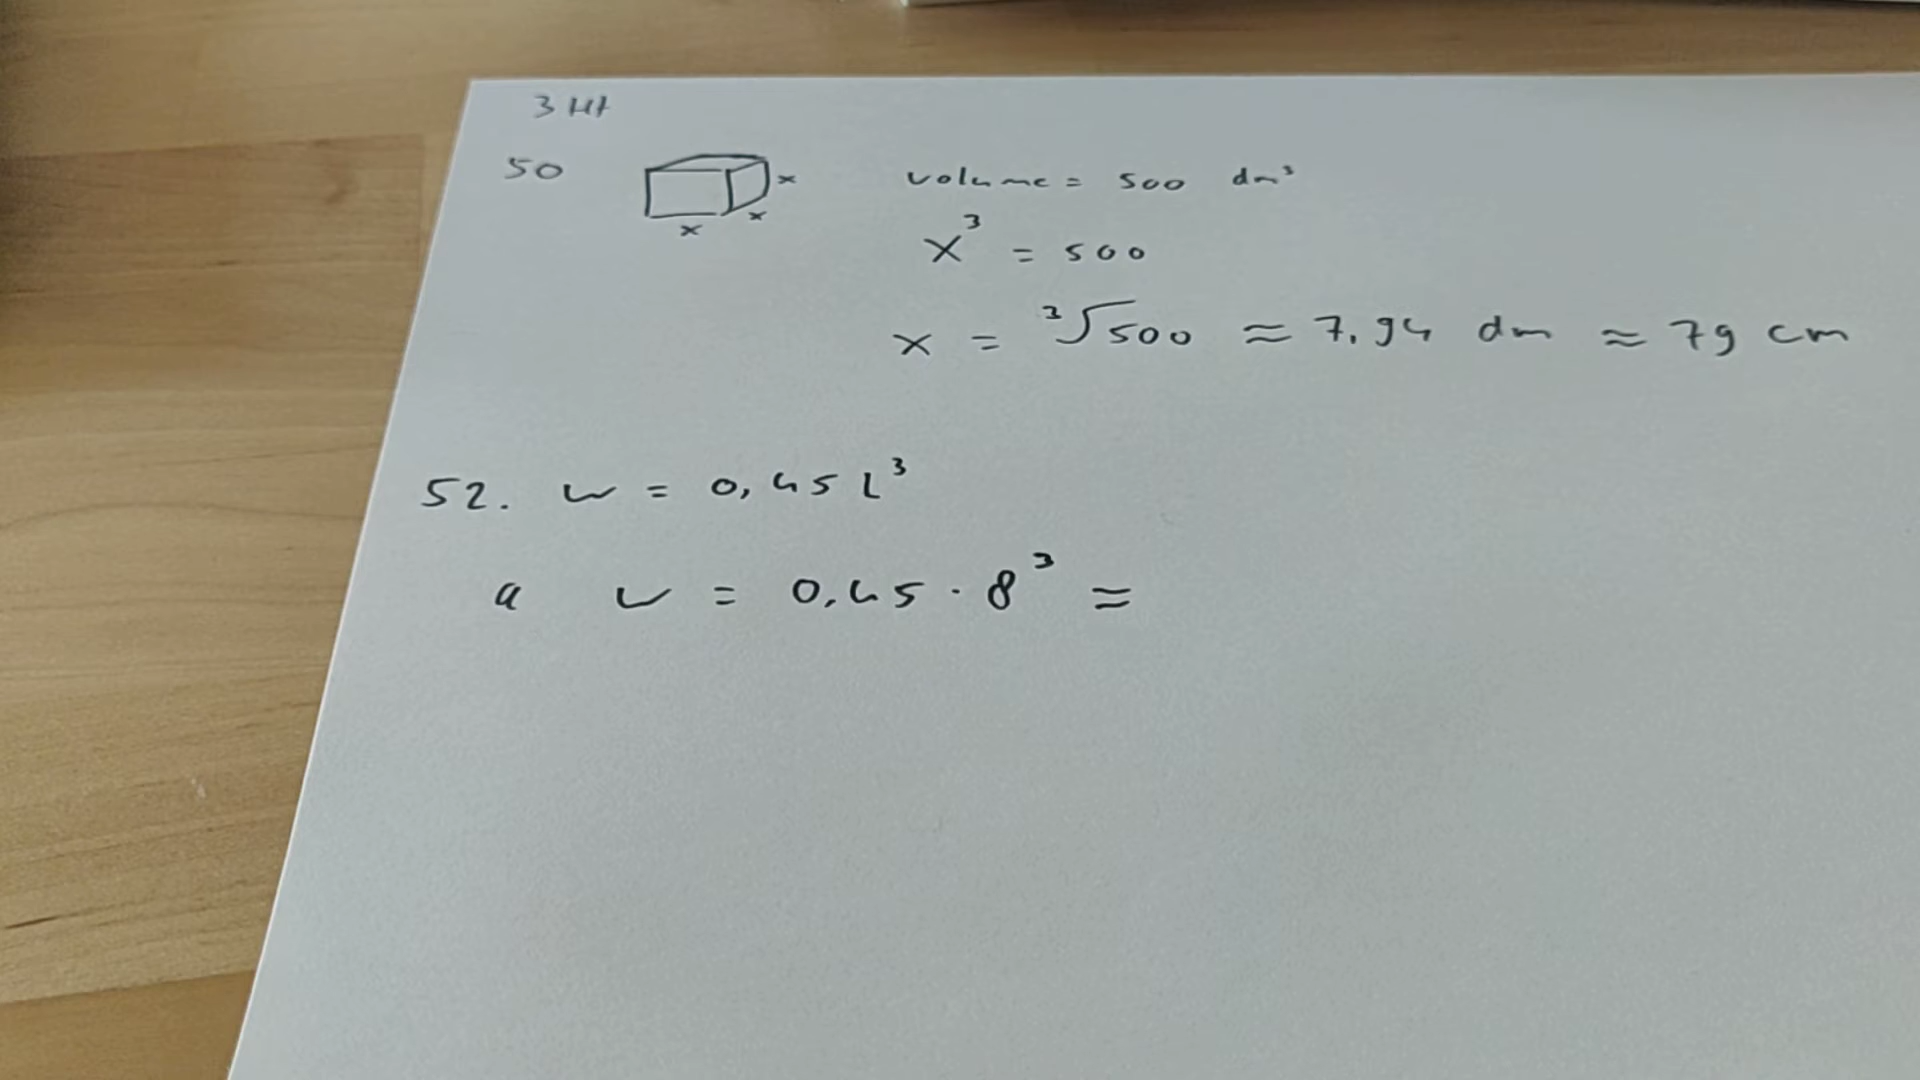 3 H1
50 volume = 500 dm³
x x x
x³ = 500
x = ³√500 ≈ 7,94 dm ≈ 79 cm
52. w = 0,45 L³
a w = 0,45 · 8³ ≈